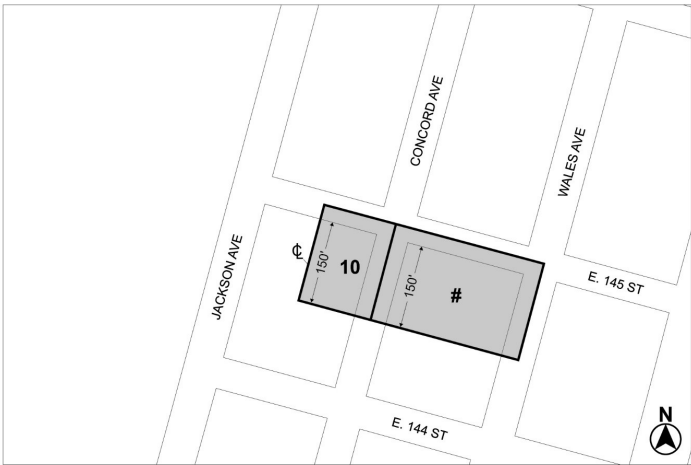 CONCORD AVE
WALES AVE
JACKSON AVE
℄
150'
10
150'
#
E. 145 ST
E. 144 ST
N